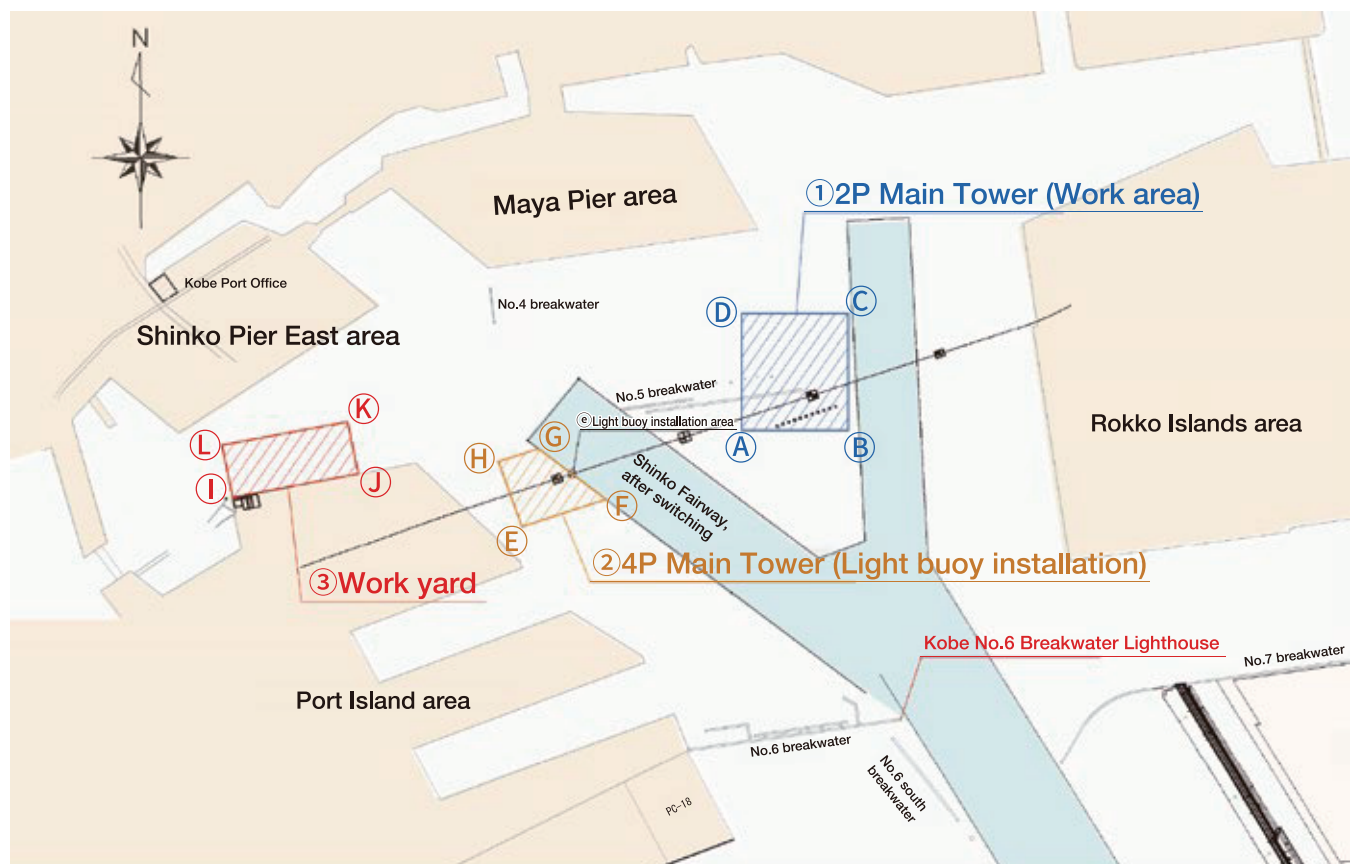 N
Maya Pier area
①2P Main Tower (Work area)
Kobe Port Office
No.4 breakwater
Shinko Pier East area
Ⓓ
Ⓒ
No.5 breakwater
ⓔLight buoy installation area
Ⓚ
Ⓛ
Ⓐ
Ⓑ
Rokko Islands area
Ⓖ
Ⓗ
Ⓘ
Ⓙ
Shinko Fairway,
after switching
Ⓕ
Ⓔ
②4P Main Tower (Light buoy installation)
③Work yard
Kobe No.6 Breakwater Lighthouse
No.7 breakwater
Port Island area
No.6 breakwater
No.6 south
breakwater
PC-18